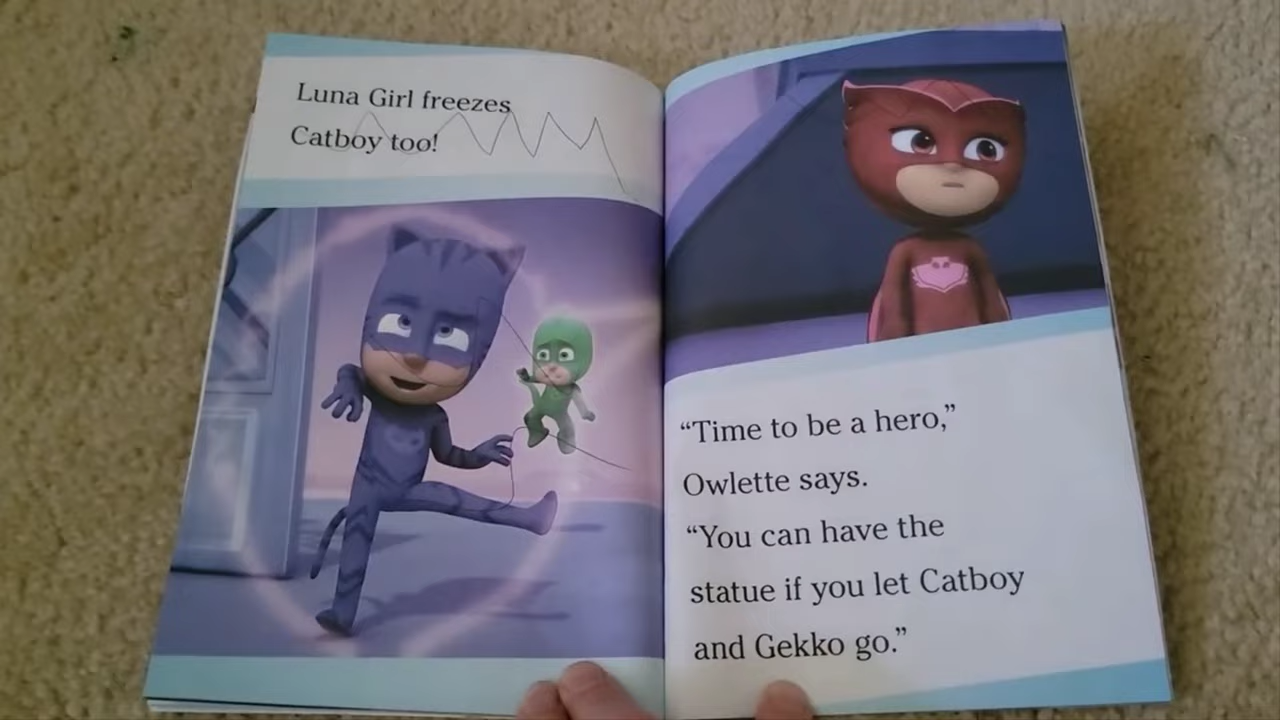 Luna Girl freezes
Catboy too!
“Time to be a hero,”
Owlette says.
“You can have the
statue if you let Catboy
and Gekko go.”